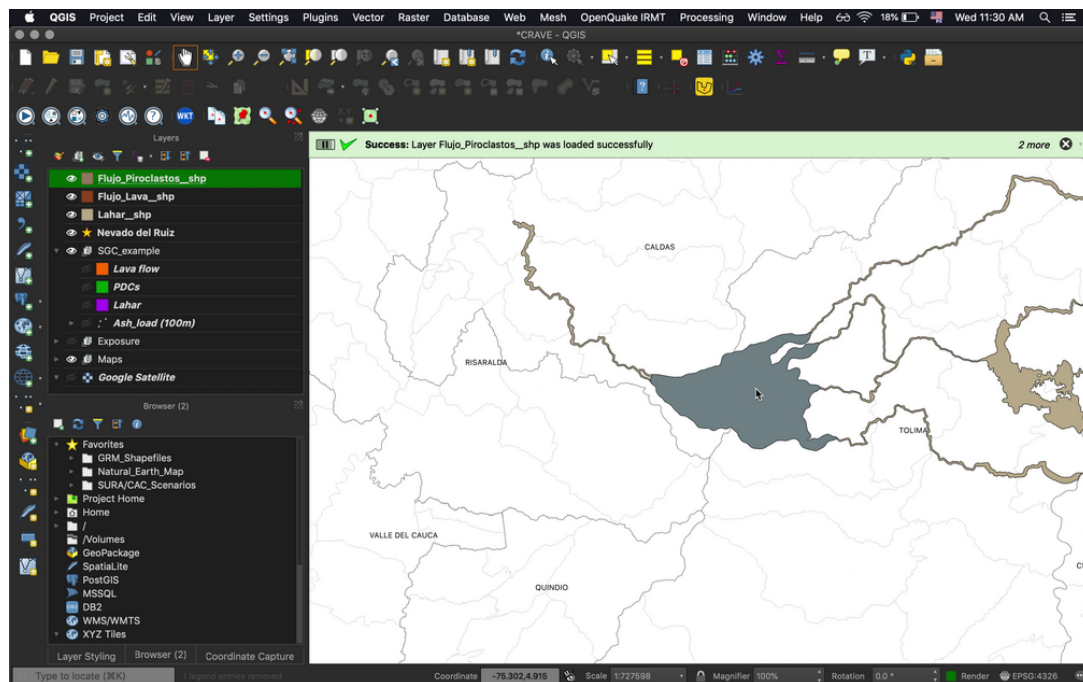 QGIS Project Edit View Layer Settings Plugins Vector Raster Database Web Mesh OpenQuake IRMT Processing Window Help 18% Wed 11:30 AM
*CRAVE - QGIS
WKT
Layers
Success: Layer Flujo_Piroclastos__shp was loaded successfully 2 more
Flujo_Piroclastos__shp
Flujo_Lava__shp
Lahar__shp
Nevado del Ruiz
SGC_example
Lava flow
PDCs
Lahar
Ash_load (100m)
Exposure
Maps
Google Satellite
CALDAS
RISARALDA
TOLIMA
VALLE DEL CAUCA
QUINDIO
Browser (2)
Favorites
GRM_Shapefiles
Natural_Earth_Map
SURA/CAC_Scenarios
Project Home
Home
/
/Volumes
GeoPackage
SpatiaLite
PostGIS
MSSQL
DB2
WMS/WMTS
XYZ Tiles
Layer Styling Browser (2) Coordinate Capture
Type to locate (⌘K) 1 legend entries removed. Coordinate -75.302,4.915 Scale 1:727598 Magnifier 100% Rotation 0.0 ° Render EPSG:4326